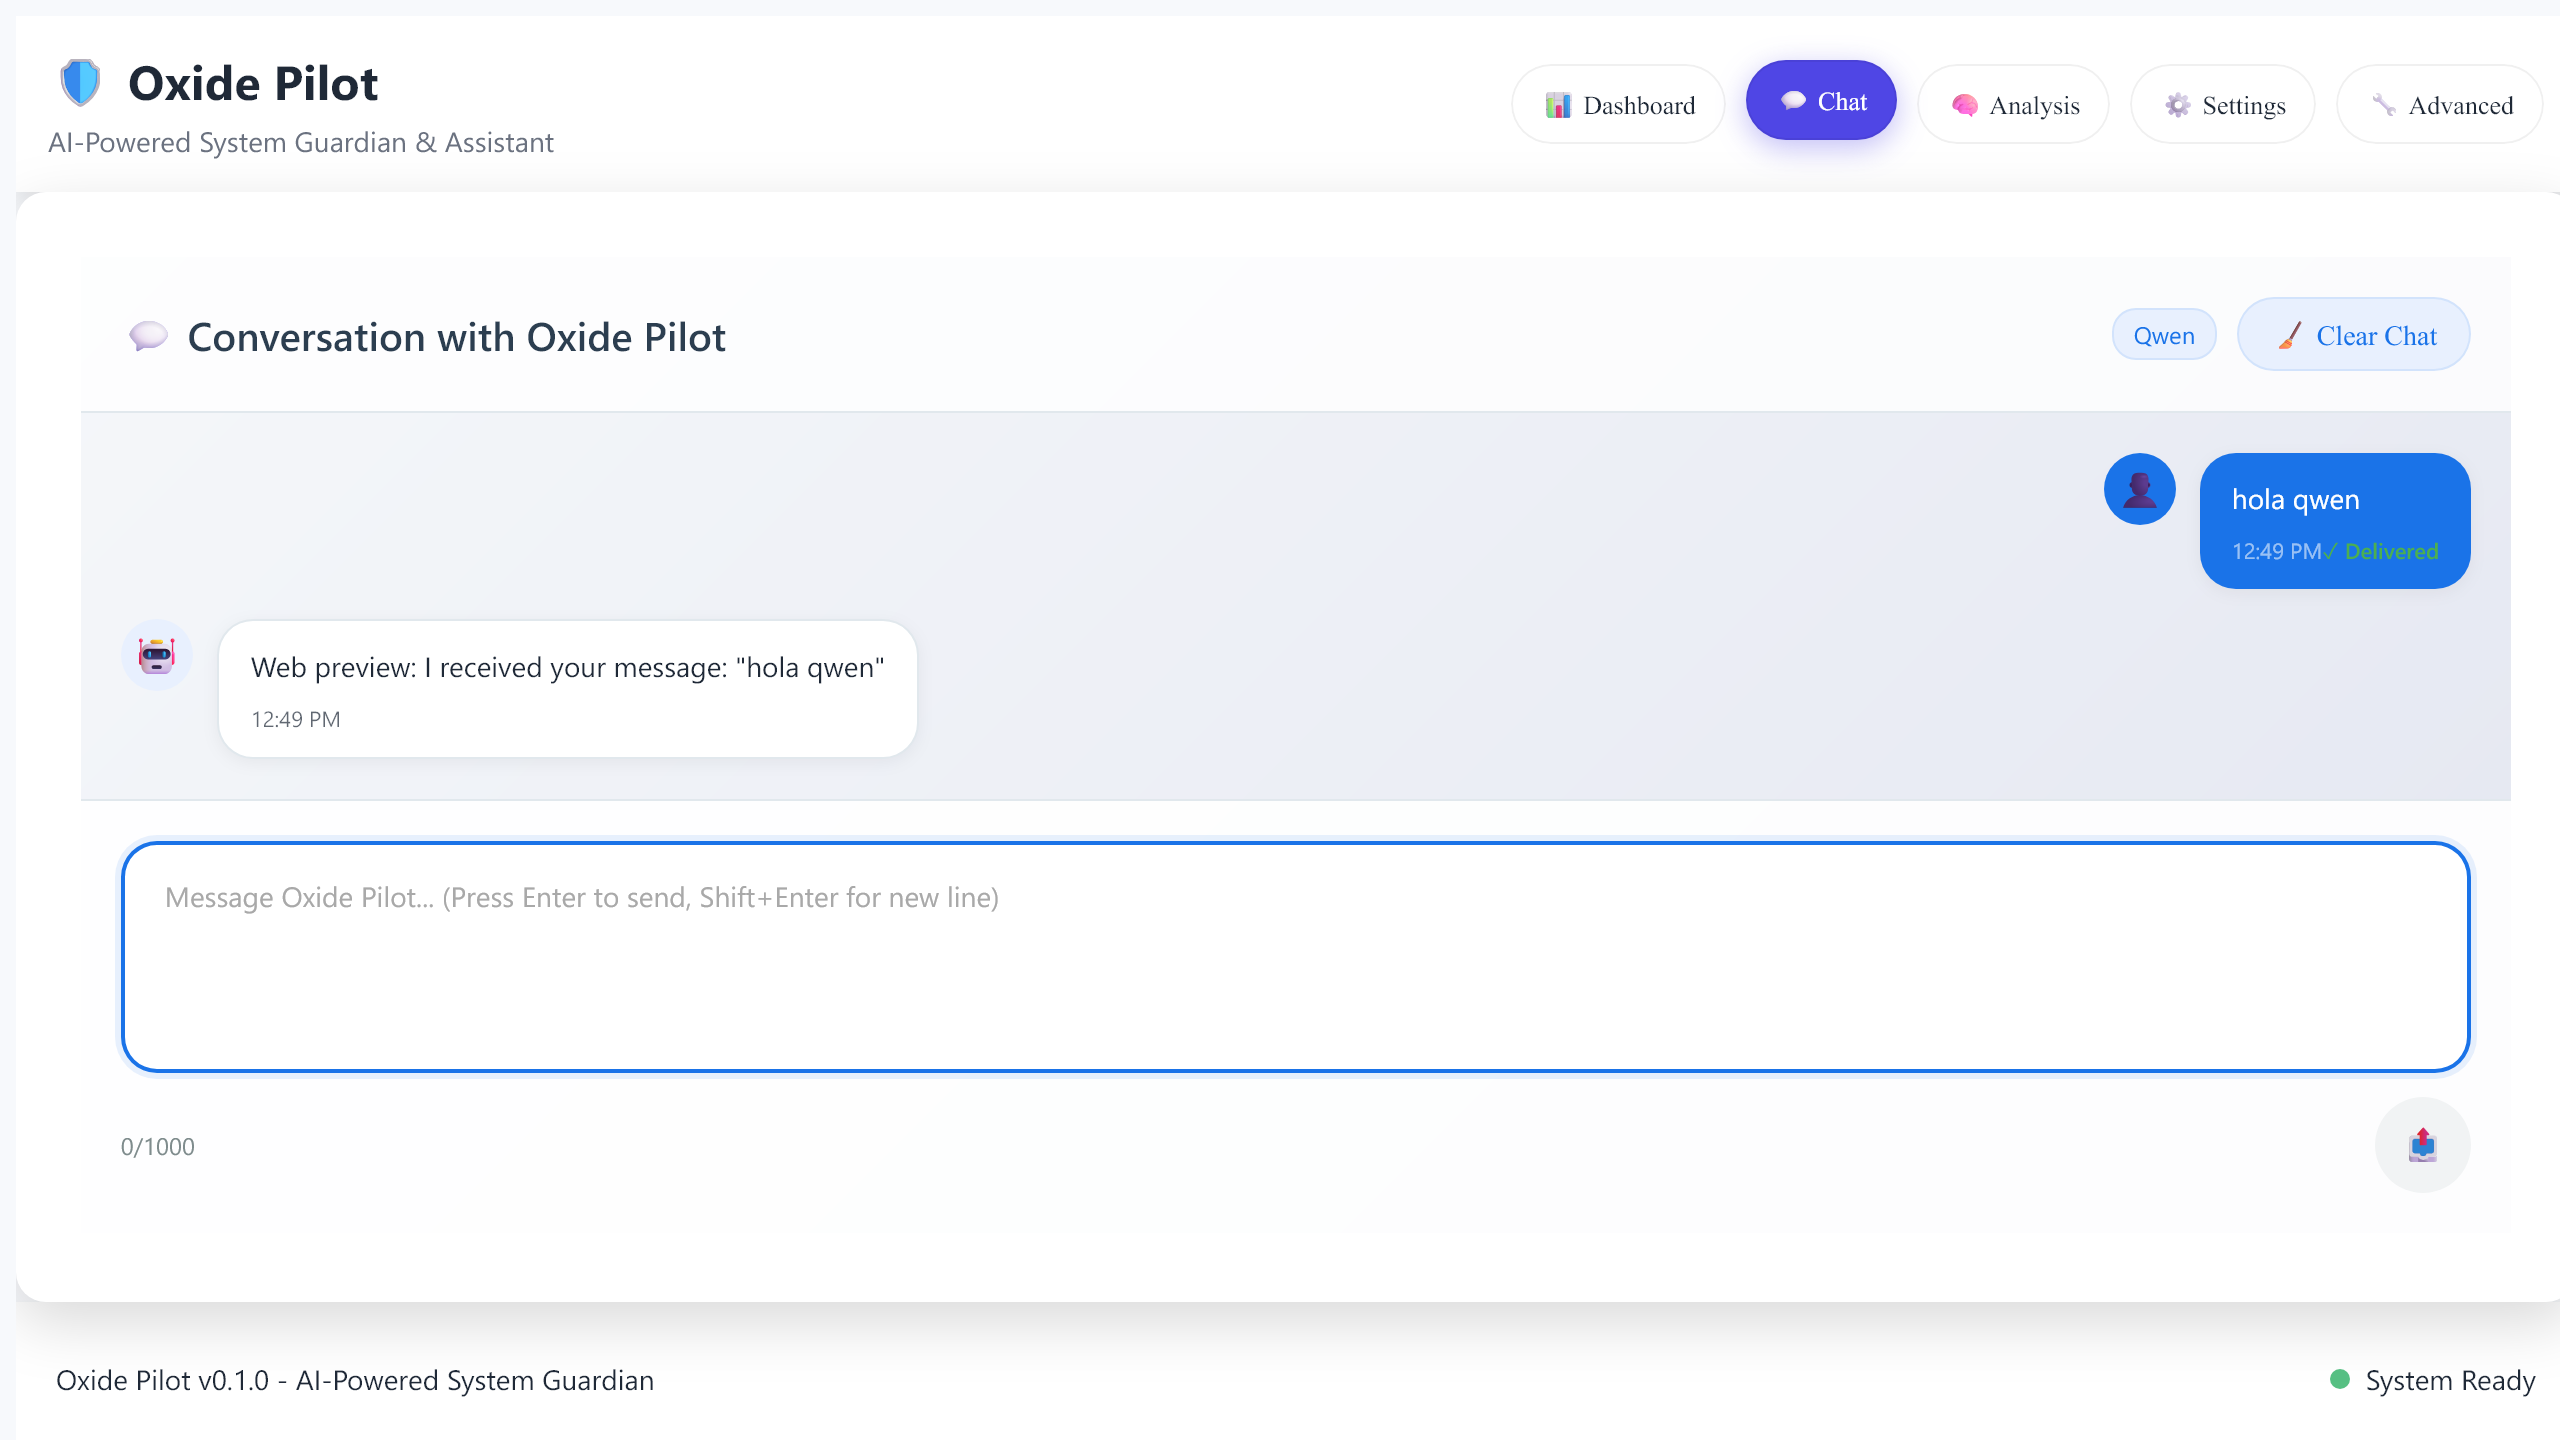 Oxide Pilot
AI-Powered System Guardian & Assistant
Dashboard
Chat
Analysis
Settings
Advanced
Conversation with Oxide Pilot
Qwen
Clear Chat
hola qwen
12:49 PM✓ Delivered
Web preview: I received your message: "hola qwen"
12:49 PM
Message Oxide Pilot... (Press Enter to send, Shift+Enter for new line)
0/1000
Oxide Pilot v0.1.0 - AI-Powered System Guardian
System Ready